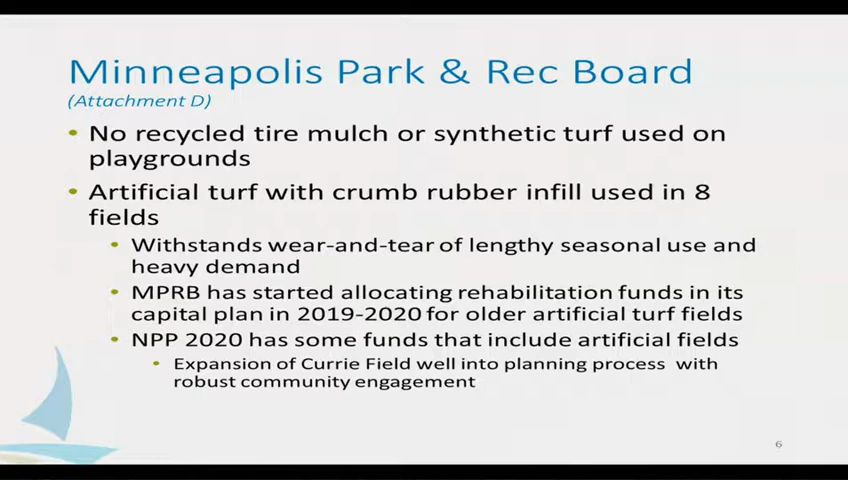 Minneapolis Park & Rec Board
(Attachment D)
• No recycled tire mulch or synthetic turf used on
playgrounds
• Artificial turf with crumb rubber infill used in 8
fields
• Withstands wear-and-tear of lengthy seasonal use and
heavy demand
• MPRB has started allocating rehabilitation funds in its
capital plan in 2019-2020 for older artificial turf fields
• NPP 2020 has some funds that include artificial fields
• Expansion of Currie Field well into planning process with
robust community engagement
6